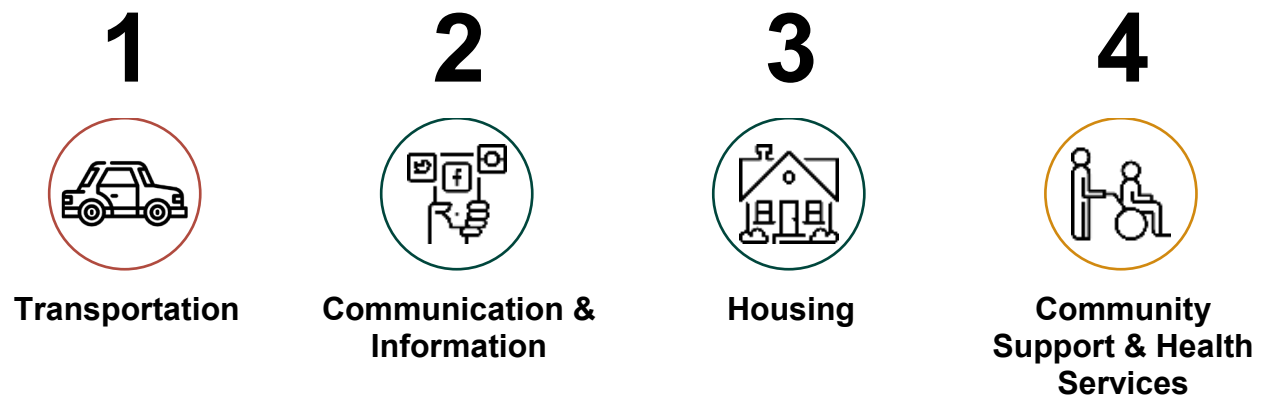 1
2
3
4
f
Transportation
Communication &
Information
Housing
Community
Support & Health
Services